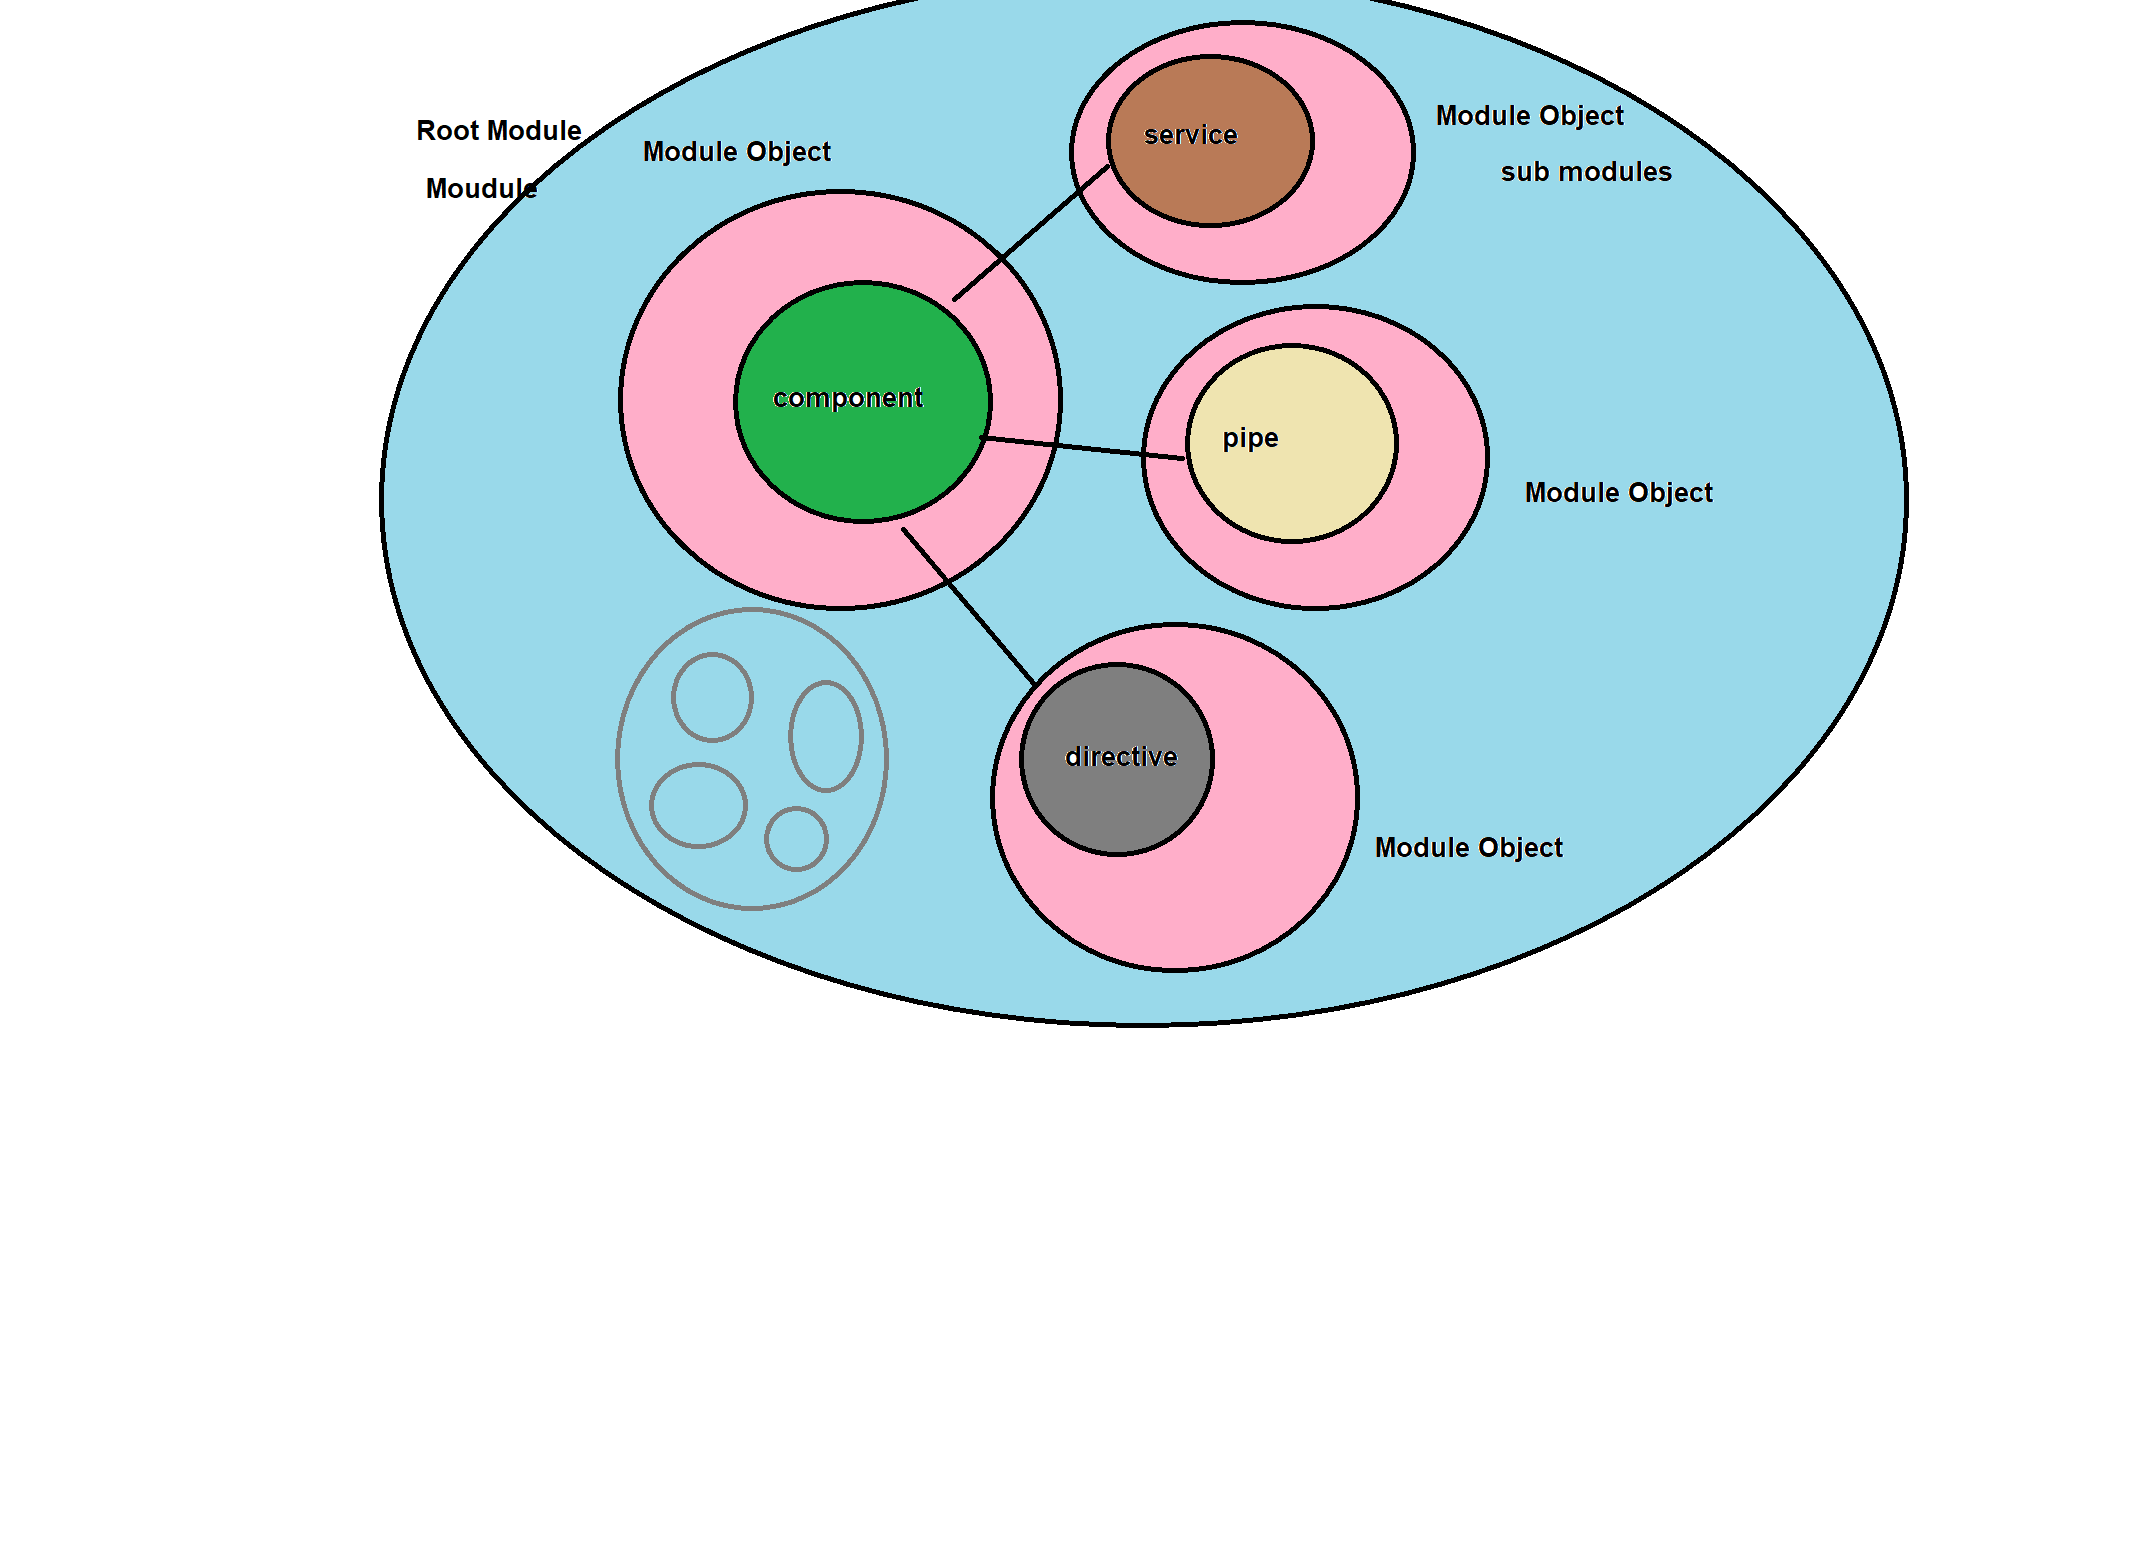 Root Module
Moudule
Module Object
service
Module Object
sub modules
component
pipe
Module Object
directive
Module Object